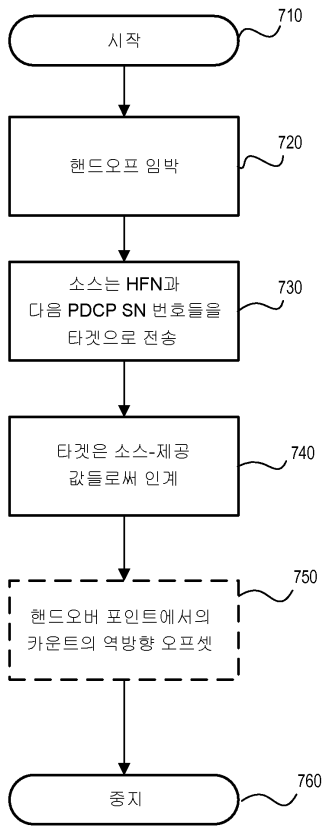 시작
710
핸드오프 임박
720
소스는 HFN과
다음 PDCP SN 번호들을
타겟으로 전송
730
타겟은 소스-제공
값들로써 인계
740
핸드오버 포인트에서의
카운트의 역방향 오프셋
750
중지
760